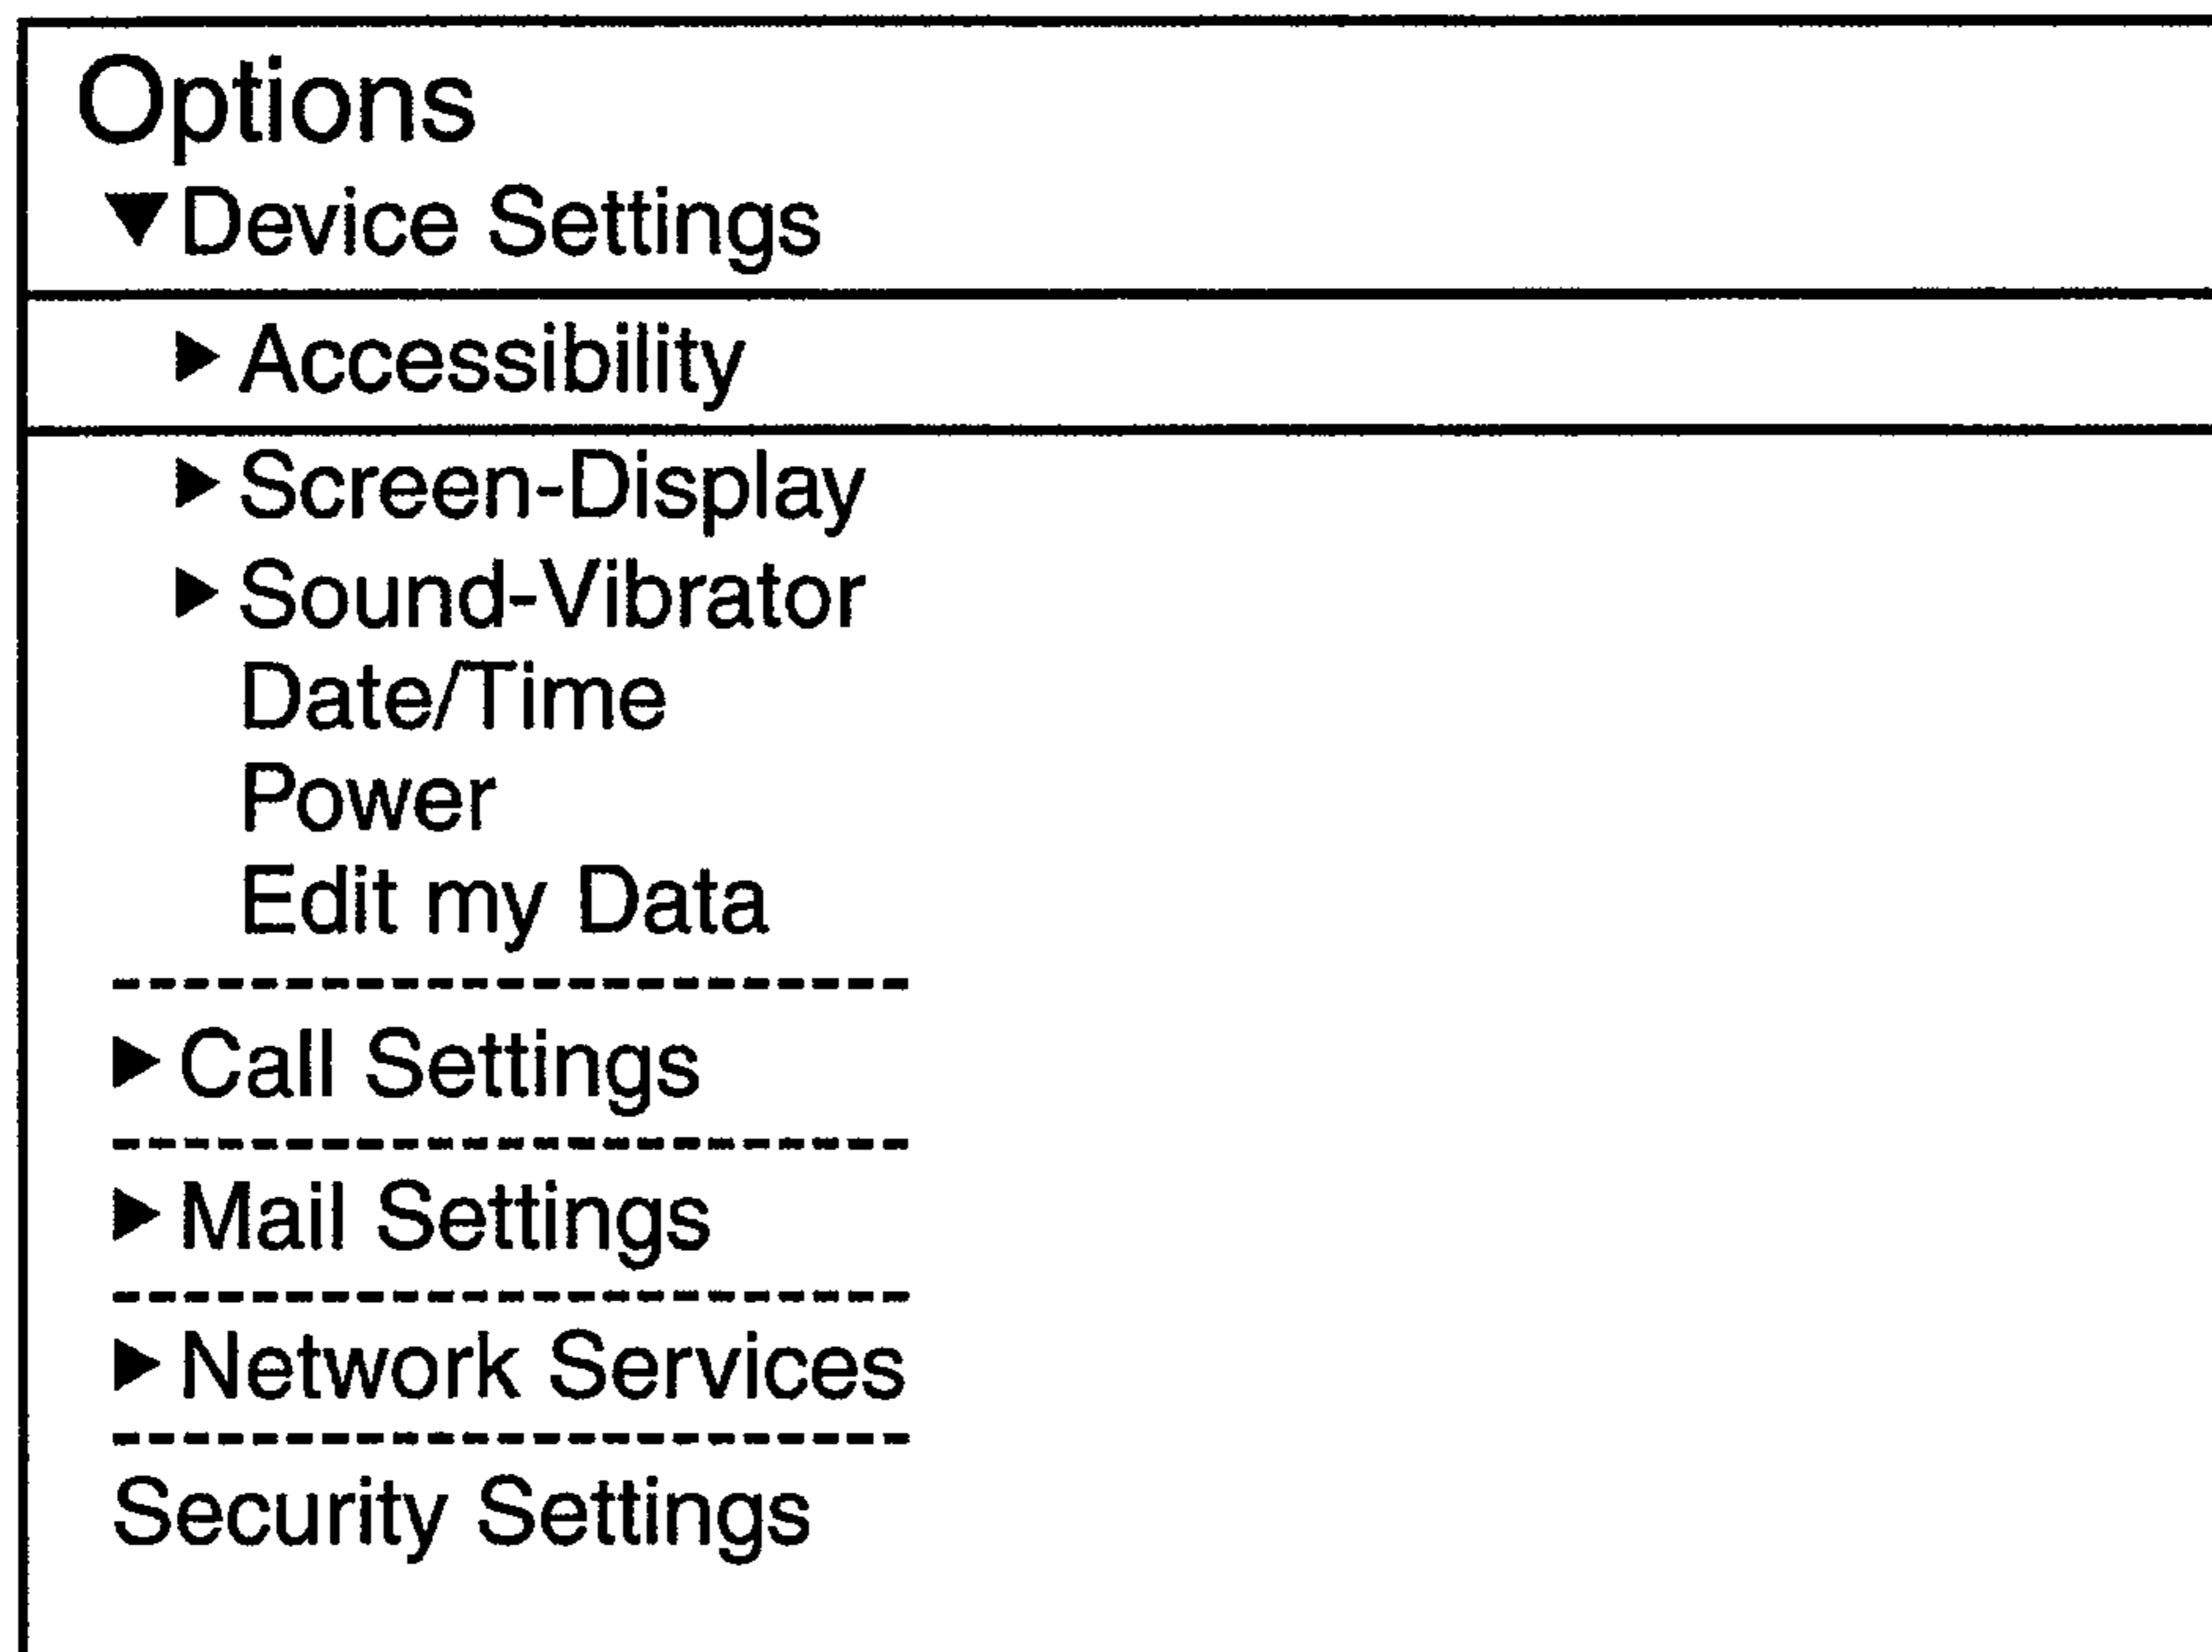 Options
▼Device Settings
▶Accessibility
▶Screen-Display
▶Sound-Vibrator
Date/Time
Power
Edit my Data
▶Call Settings
▶Mail Settings
▶Network Services
Security Settings